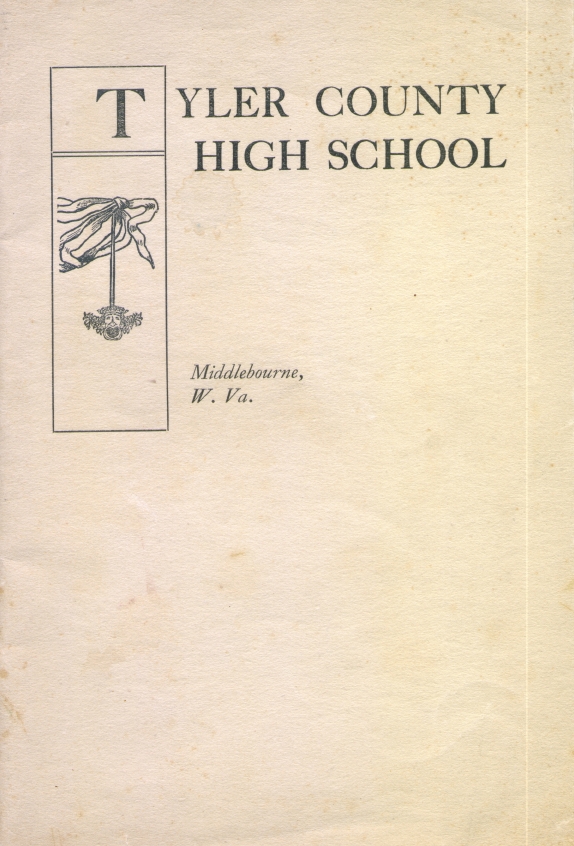 TYLER COUNTY
HIGH SCHOOL
Middlebourne,
W. Va.